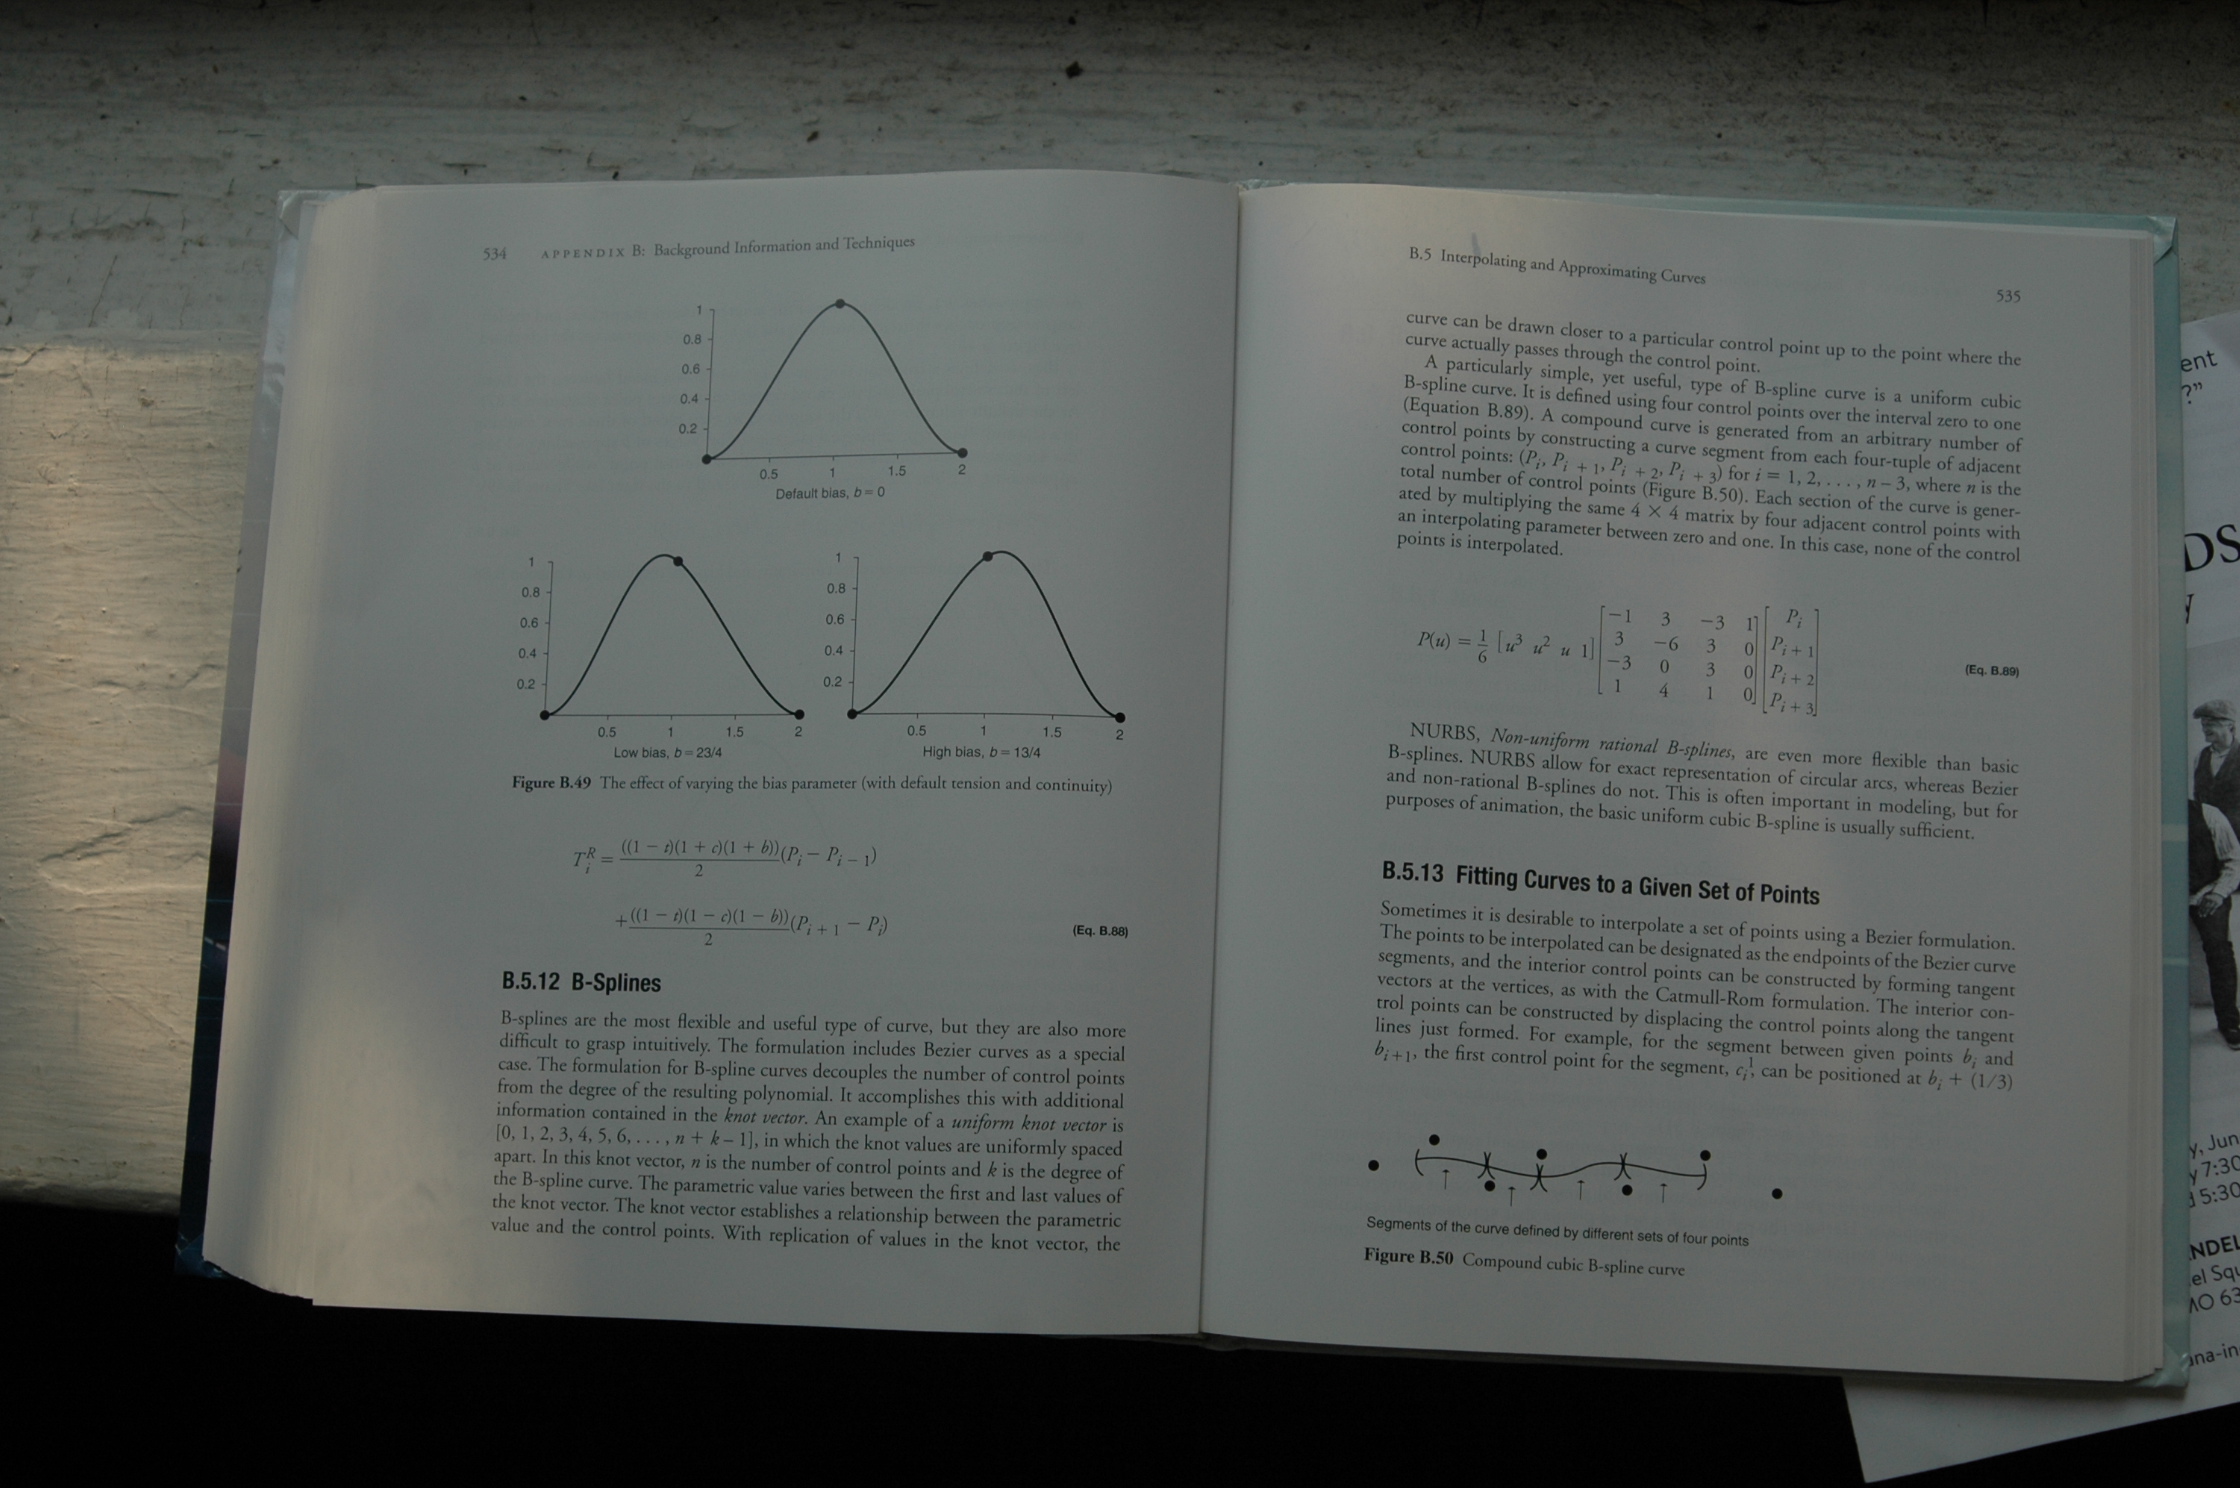 534 APPENDIX B: Background Information and Techniques
1
0.8
0.6
0.4
0.2
0.5 1 1.5 2
Default bias, b = 0
1
0.8
0.6
0.4
0.2
0.5 1 1.5 2
Low bias, b = 23/4
1
0.8
0.6
0.4
0.2
0.5 1 1.5 2
High bias, b = 13/4
Figure B.49 The effect of varying the bias parameter (with default tension and continuity)
T_i^R = ((1 − t)(1 + c)(1 + b))/2 (P_i − P_{i − 1})
+ ((1 − t)(1 − c)(1 − b))/2 (P_{i + 1} − P_i) (Eq. B.88)
B.5.12 B-Splines
B-splines are the most flexible and useful type of curve, but they are also more
difficult to grasp intuitively. The formulation includes Bezier curves as a special
case. The formulation for B-spline curves decouples the number of control points
from the degree of the resulting polynomial. It accomplishes this with additional
information contained in the knot vector. An example of a uniform knot vector is
[0, 1, 2, 3, 4, 5, 6, . . . , n + k – 1], in which the knot values are uniformly spaced
apart. In this knot vector, n is the number of control points and k is the degree of
the B-spline curve. The parametric value varies between the first and last values of
the knot vector. The knot vector establishes a relationship between the parametric
value and the control points. With replication of values in the knot vector, the
B.5 Interpolating and Approximating Curves
535
curve can be drawn closer to a particular control point up to the point where the
curve actually passes through the control point.
A particularly simple, yet useful, type of B-spline curve is a uniform cubic
B-spline curve. It is defined using four control points over the interval zero to one
(Equation B.89). A compound curve is generated from an arbitrary number of
control points by constructing a curve segment from each four-tuple of adjacent
control points: (P_i, P_{i + 1}, P_{i + 2}, P_{i + 3}) for i = 1, 2, . . . , n – 3, where n is the
total number of control points (Figure B.50). Each section of the curve is gener-
ated by multiplying the same 4 × 4 matrix by four adjacent control points with
an interpolating parameter between zero and one. In this case, none of the control
points is interpolated.
−1 3 −3 1 P_i
P(u) = 1/6 [u³ u² u 1] 3 −6 3 0 P_{i + 1}
−3 0 3 0 P_{i + 2} (Eq. B.89)
1 4 1 0 P_{i + 3}
NURBS, Non-uniform rational B-splines, are even more flexible than basic
B-splines. NURBS allow for exact representation of circular arcs, whereas Bezier
and non-rational B-splines do not. This is often important in modeling, but for
purposes of animation, the basic uniform cubic B-spline is usually sufficient.
B.5.13 Fitting Curves to a Given Set of Points
Sometimes it is desirable to interpolate a set of points using a Bezier formulation.
The points to be interpolated can be designated as the endpoints of the Bezier curve
segments, and the interior control points can be constructed by forming tangent
vectors at the vertices, as with the Catmull-Rom formulation. The interior con-
trol points can be constructed by displacing the control points along the tangent
lines just formed. For example, for the segment between given points b_i and
b_{i+1}, the first control point for the segment, c_i^1, can be positioned at b_i + (1/3)
Segments of the curve defined by different sets of four points
Figure B.50 Compound cubic B-spline curve
ent
?”
DS
y, Jun
y 7:30
5:30
NDEL
el Squ
MO 63
ana-in